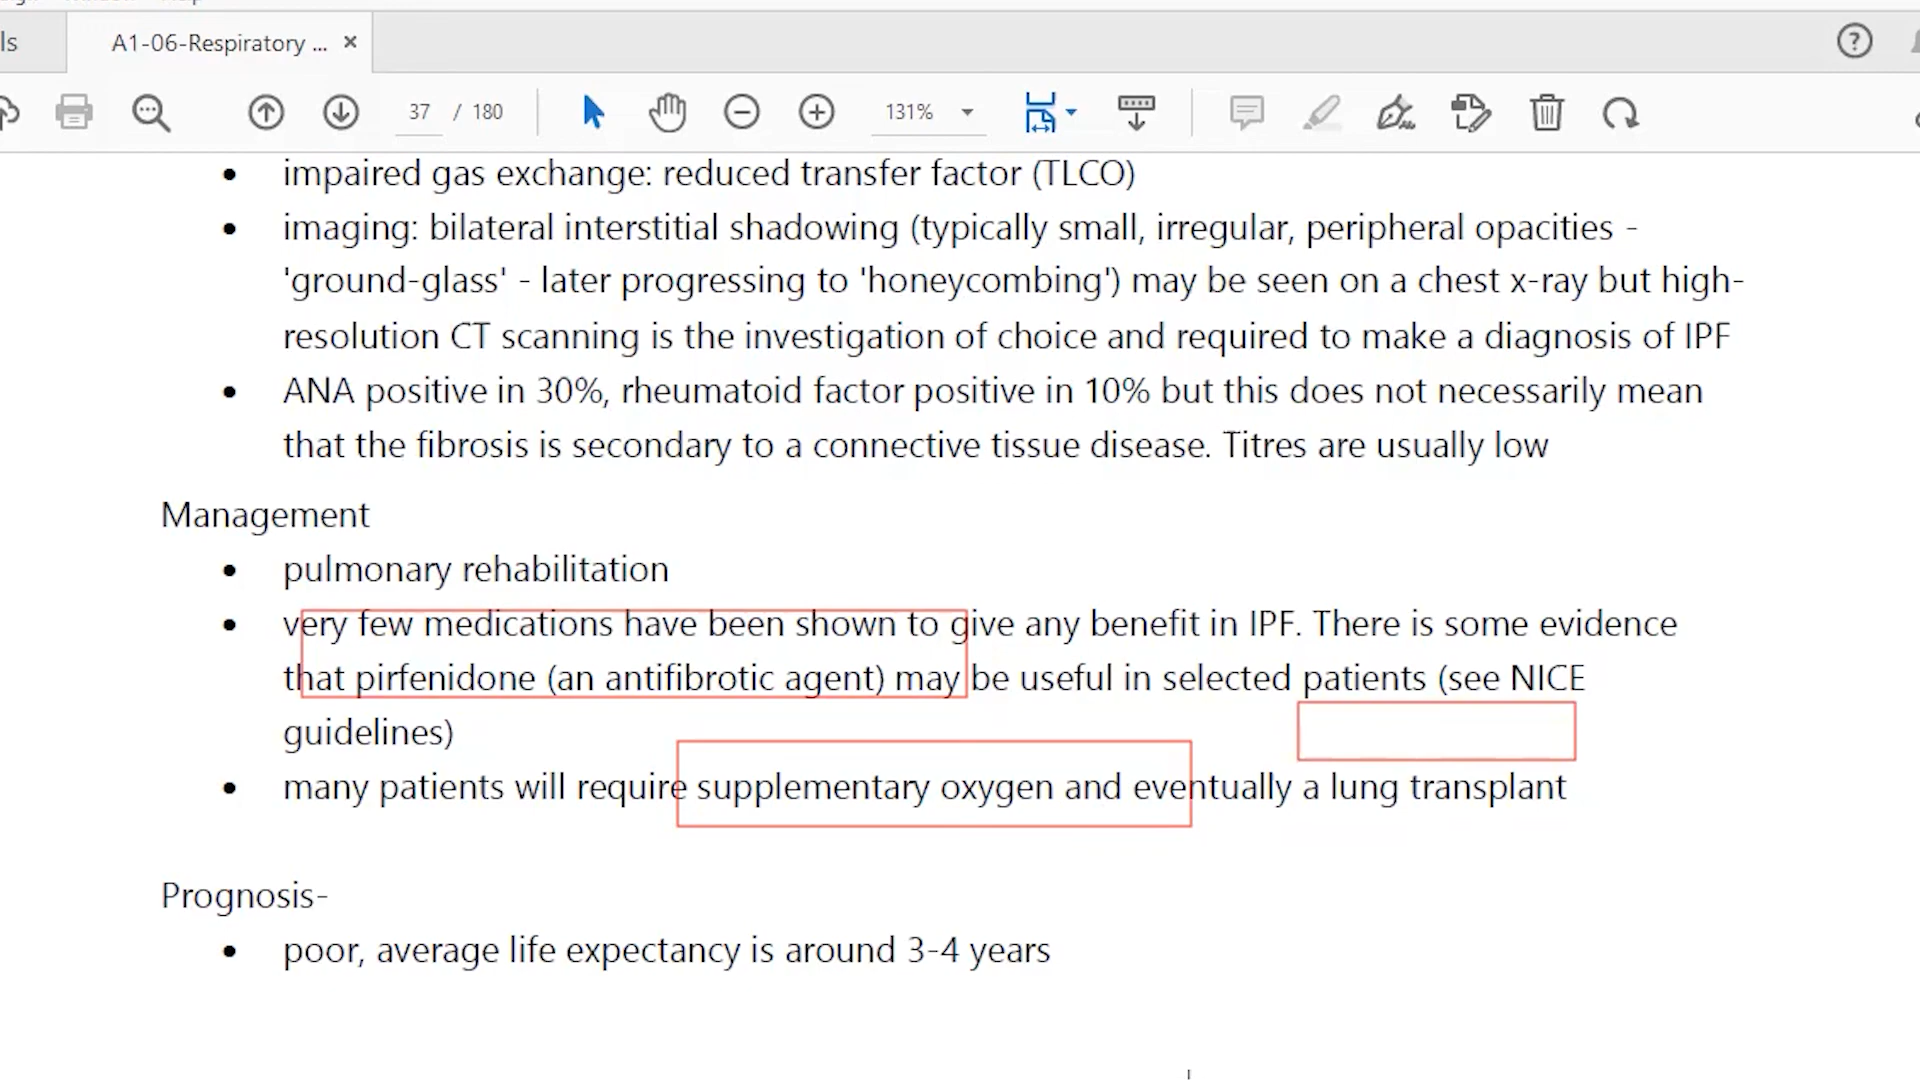 ls
A1-06-Respiratory ...
37 / 180
131%
impaired gas exchange: reduced transfer factor (TLCO)
imaging: bilateral interstitial shadowing (typically small, irregular, peripheral opacities -
'ground-glass' - later progressing to 'honeycombing') may be seen on a chest x-ray but high-
resolution CT scanning is the investigation of choice and required to make a diagnosis of IPF
ANA positive in 30%, rheumatoid factor positive in 10% but this does not necessarily mean
that the fibrosis is secondary to a connective tissue disease. Titres are usually low
Management
pulmonary rehabilitation
very few medications have been shown to give any benefit in IPF. There is some evidence
that pirfenidone (an antifibrotic agent) may be useful in selected patients (see NICE
guidelines)
many patients will require supplementary oxygen and eventually a lung transplant
Prognosis-
poor, average life expectancy is around 3-4 years